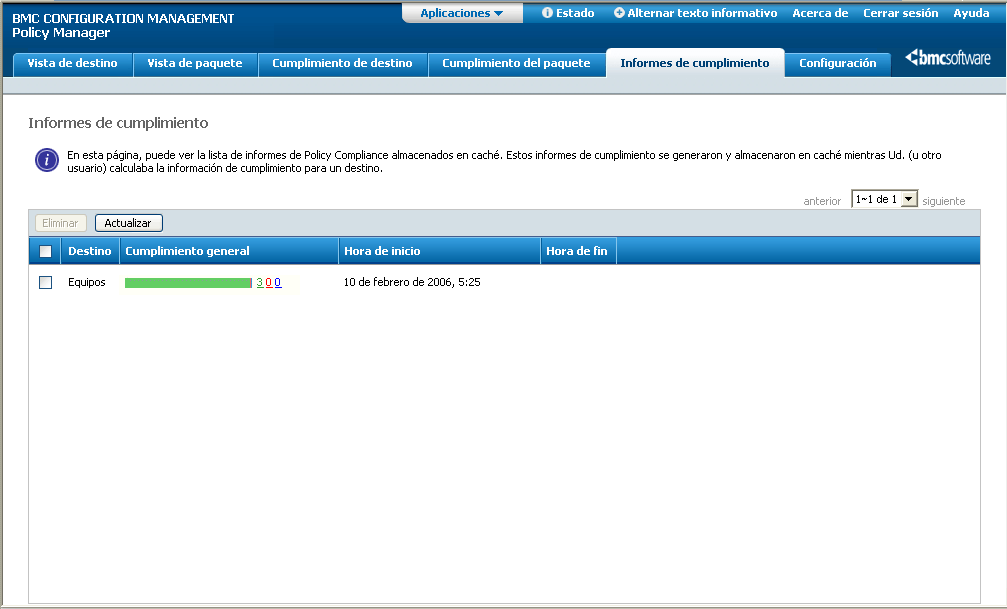 BMC CONFIGURATION MANAGEMENT
Policy Manager
Aplicaciones Estado Alternar texto informativo Acerca de Cerrar sesión Ayuda
Vista de destino Vista de paquete Cumplimiento de destino Cumplimiento del paquete Informes de cumplimiento Configuración bmcsoftware
Informes de cumplimiento
En esta página, puede ver la lista de informes de Policy Compliance almacenados en caché. Estos informes de cumplimiento se generaron y almacenaron en caché mientras Ud. (u otro
usuario) calculaba la información de cumplimiento para un destino.
anterior 1~1 de 1 siguiente
Eliminar Actualizar
Destino Cumplimiento general Hora de inicio Hora de fin
Equipos 3 0 0 10 de febrero de 2006, 5:25